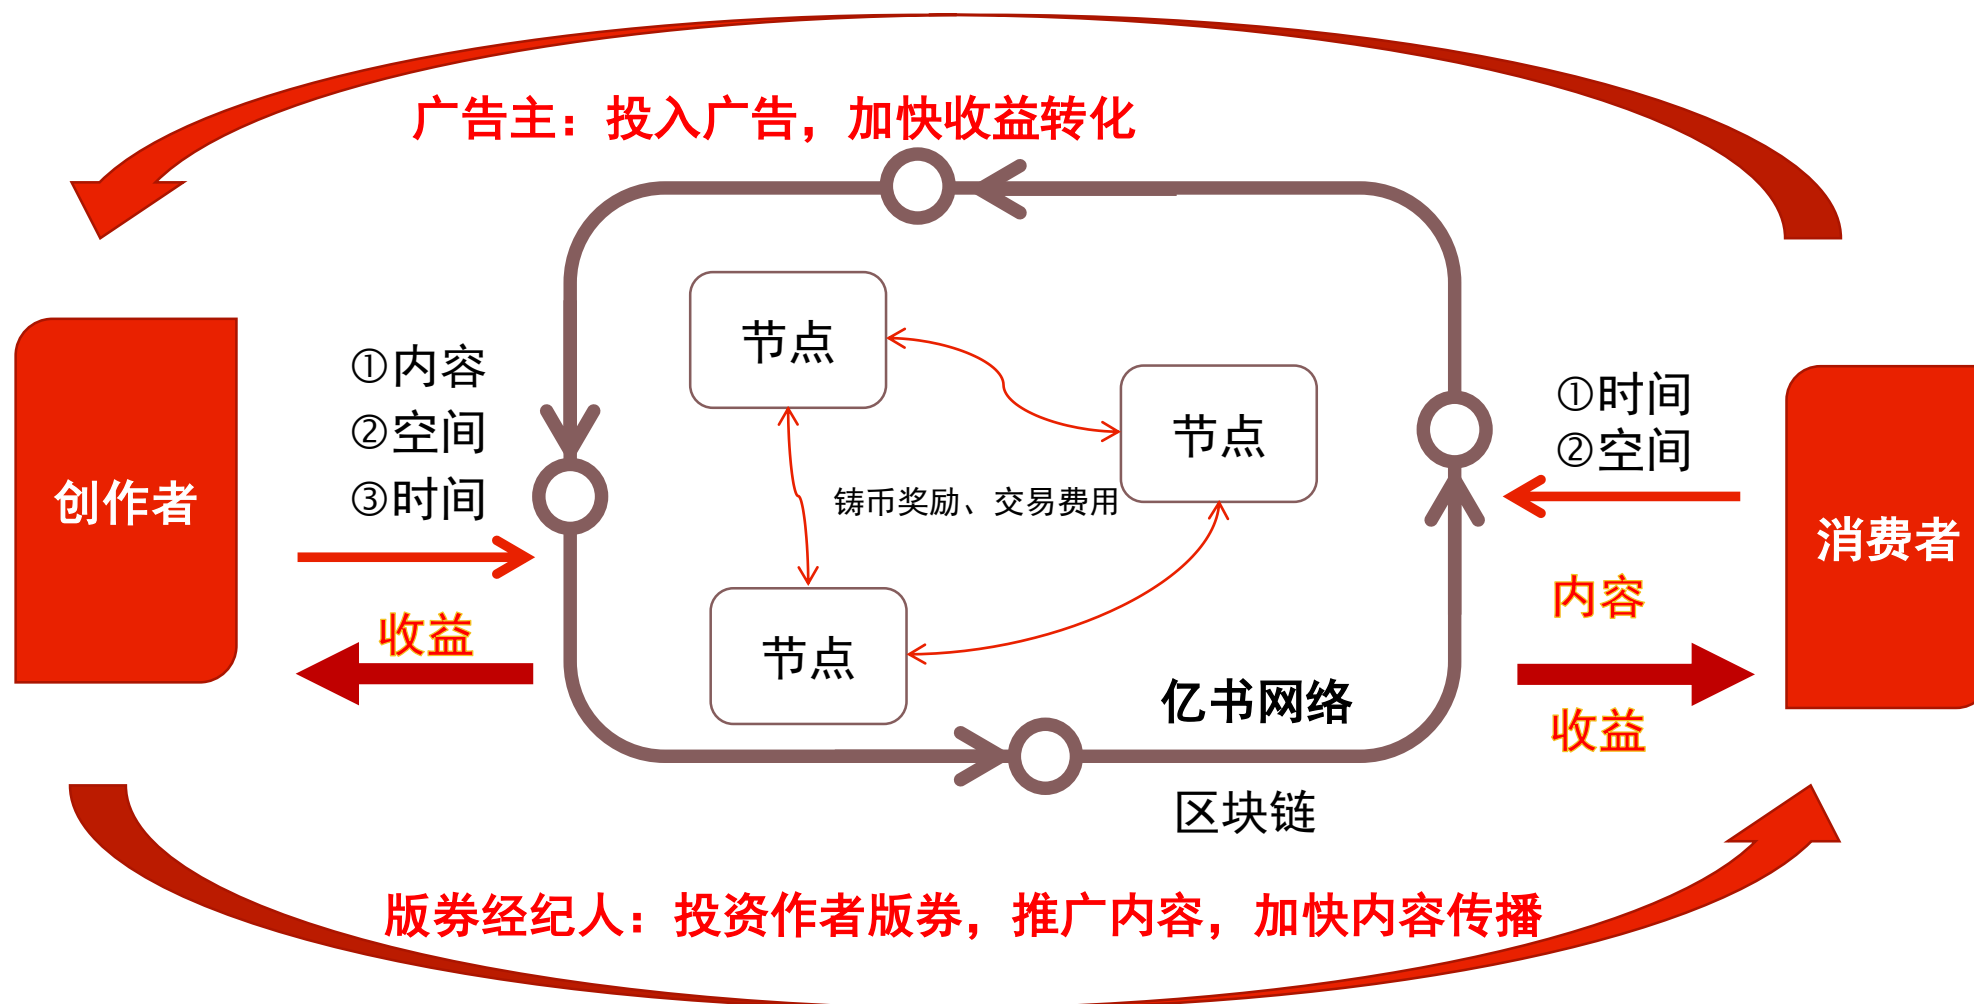 广告主：投入广告，加快收益转化
节点
节点
节点
铸币奖励、交易费用
亿书网络
区块链
创作者
①内容
②空间
③时间
收益
①时间
②空间
消费者
内容
收益
版券经纪人：投资作者版券，推广内容，加快内容传播